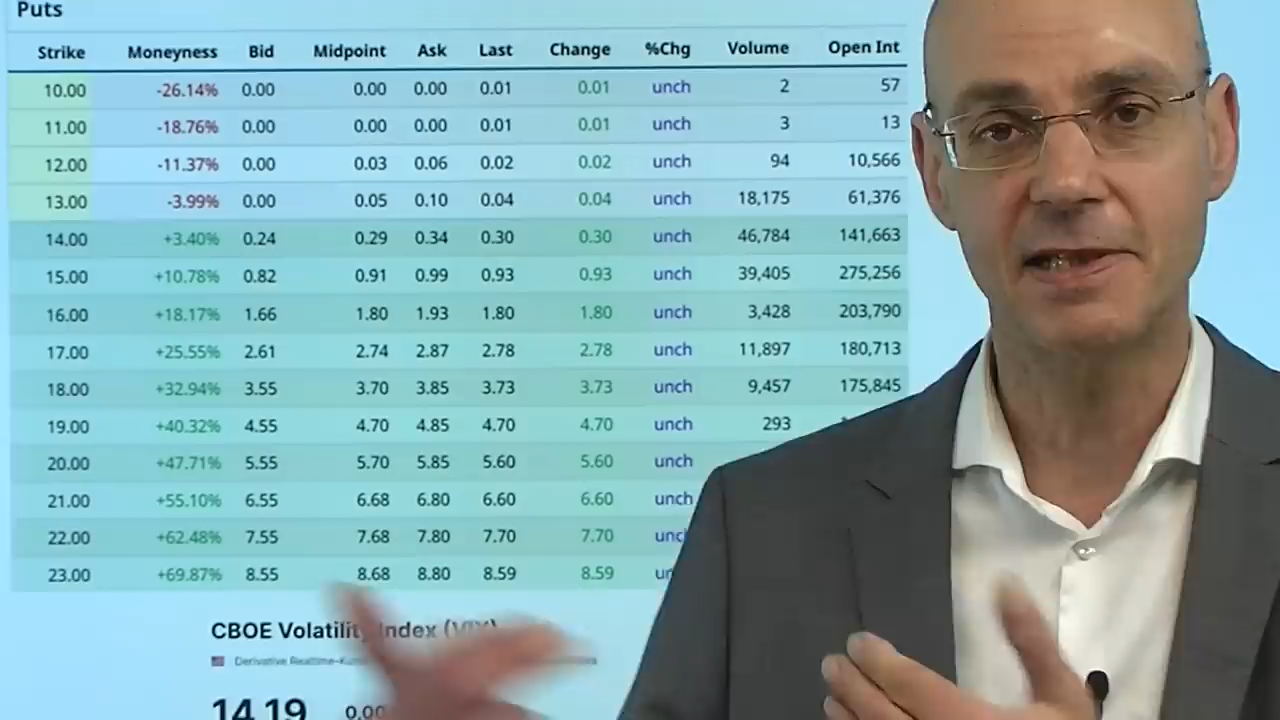 Puts
Strike Moneyness Bid Midpoint Ask Last Change %Chg Volume Open Int
10.00 -26.14% 0.00 0.00 0.00 0.01 0.01 unch 2 57
11.00 -18.76% 0.00 0.00 0.00 0.01 0.01 unch 3 13
12.00 -11.37% 0.00 0.03 0.06 0.02 0.02 unch 94 10,566
13.00 -3.99% 0.00 0.05 0.10 0.04 0.04 unch 18,175 61,376
14.00 +3.40% 0.24 0.29 0.34 0.30 0.30 unch 46,784 141,663
15.00 +10.78% 0.82 0.91 0.99 0.93 0.93 unch 39,405 275,256
16.00 +18.17% 1.66 1.80 1.93 1.80 1.80 unch 3,428 203,790
17.00 +25.55% 2.61 2.74 2.87 2.78 2.78 unch 11,897 180,713
18.00 +32.94% 3.55 3.70 3.85 3.73 3.73 unch 9,457 175,845
19.00 +40.32% 4.55 4.70 4.85 4.70 4.70 unch 293
20.00 +47.71% 5.55 5.70 5.85 5.60 5.60 unch
21.00 +55.10% 6.55 6.68 6.80 6.60 6.60 unch
22.00 +62.48% 7.55 7.68 7.80 7.70 7.70
23.00 +69.87% 8.55 8.68 8.80 8.59 8.59
CBOE Volatility Index (VIX)
Derivative
14.19 0,00